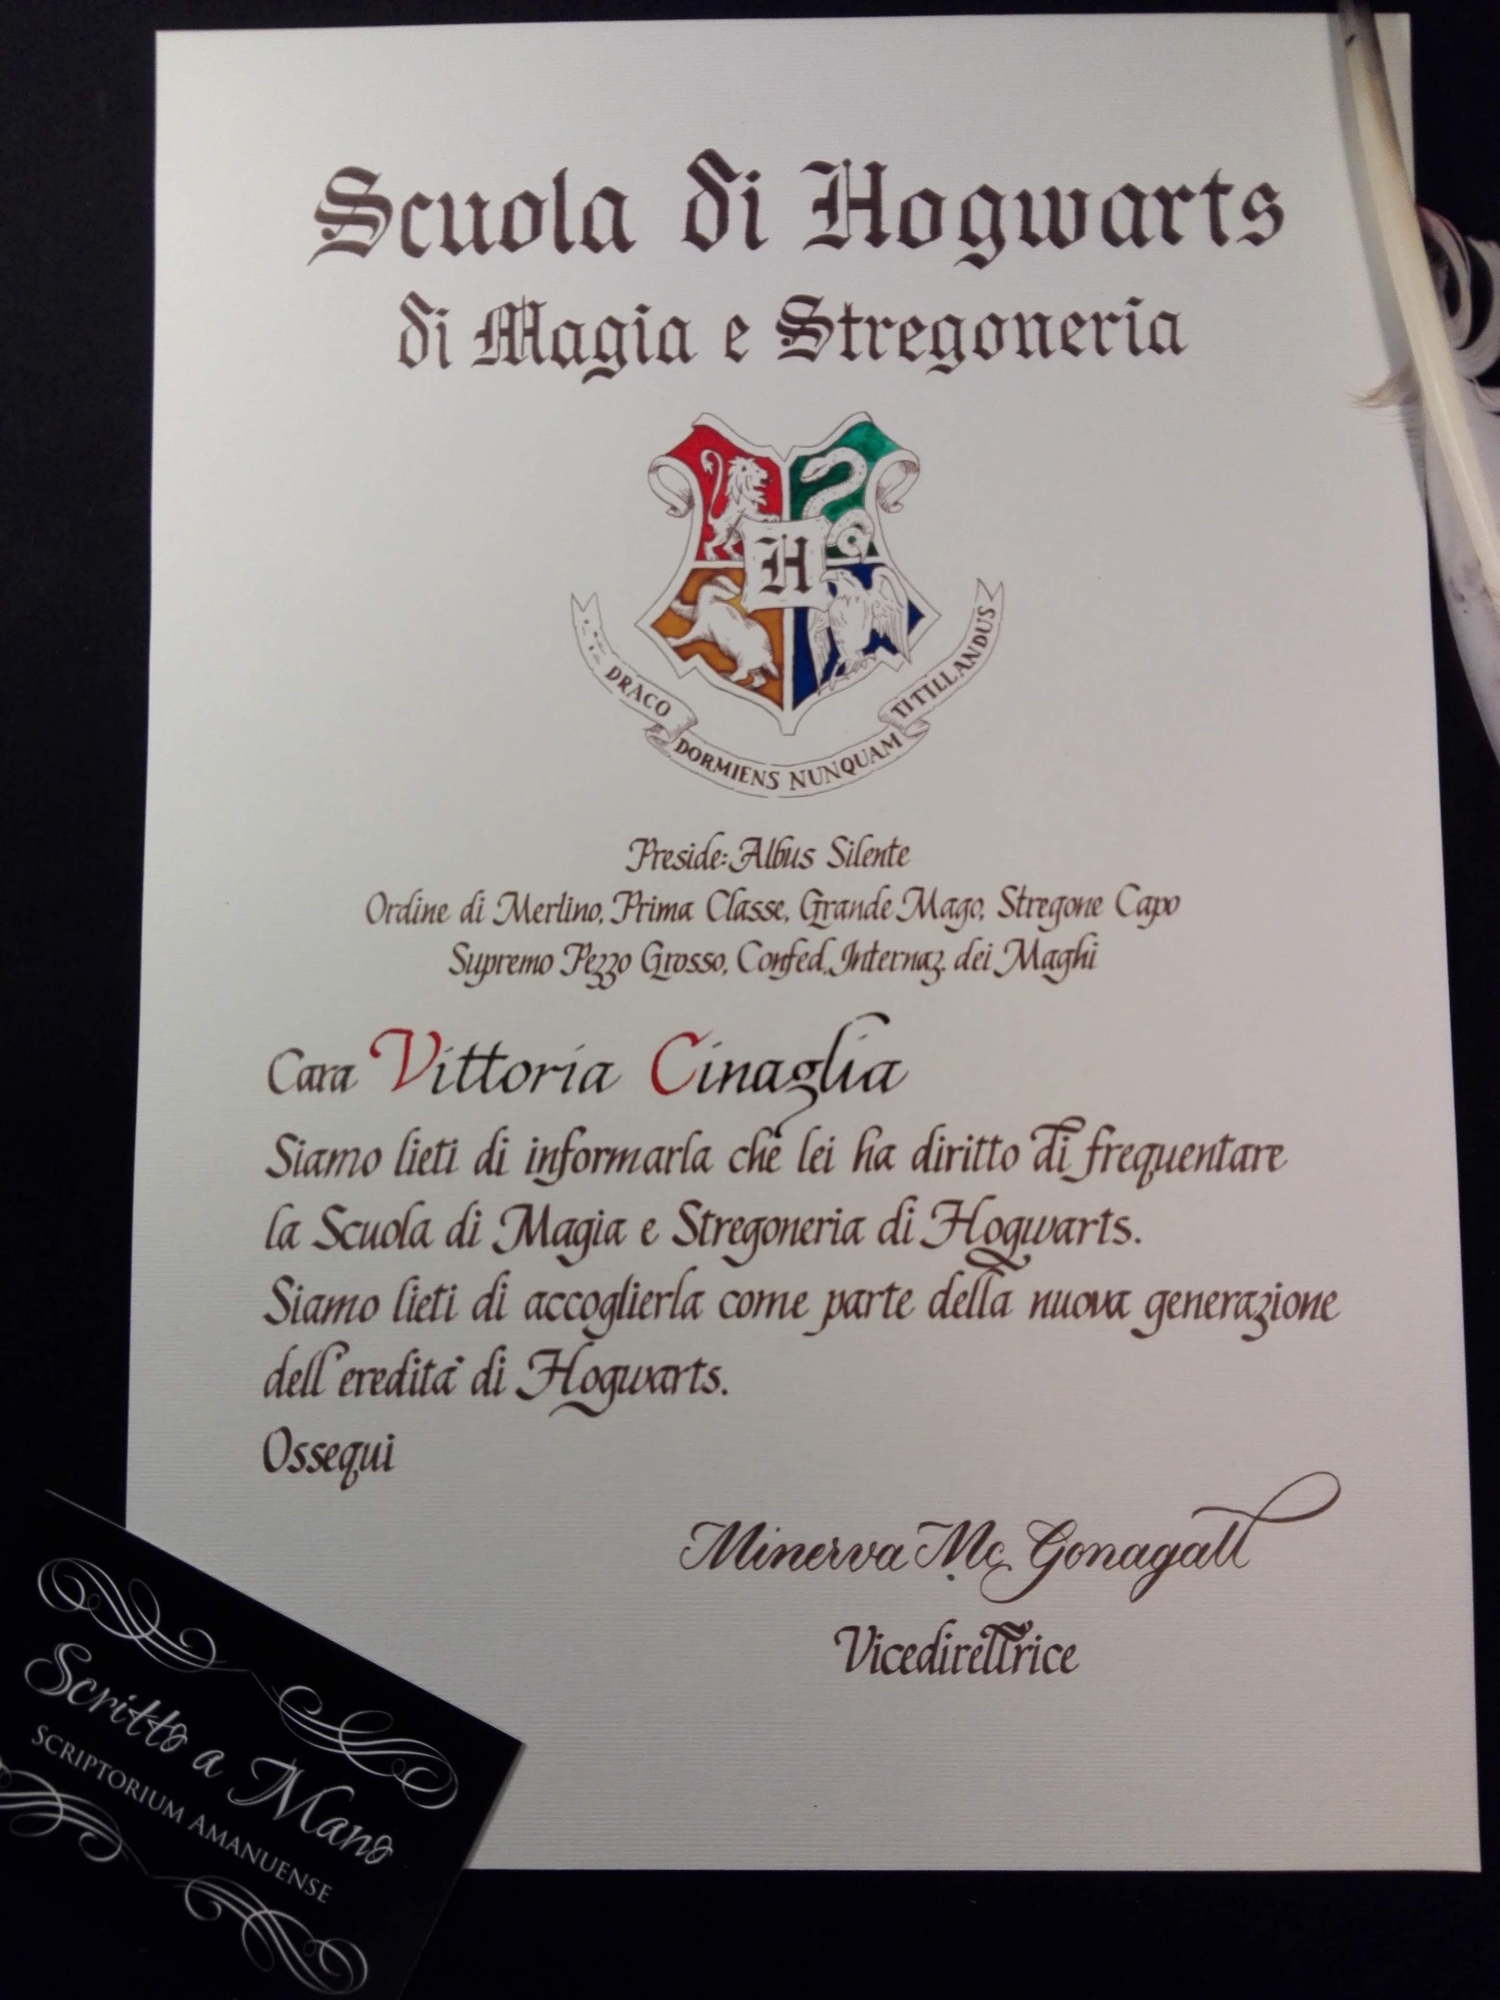 Scuola di Hogwarts
di Magia e Stregoneria
H
DRACO DORMIENS NUNQUAM TITILLANDUS
Preside: Albus Silente
Ordine di Merlino, Prima Classe, Grande Mago, Stregone Capo
Supremo Pezzo Grosso, Confed. Internaz. dei Maghi
Cara Vittoria Cinaglia
Siamo lieti di informarla che lei ha diritto di frequentare
la Scuola di Magia e Stregoneria di Hogwarts.
Siamo lieti di accoglierla come parte della nuova generazione
dell'eredità di Hogwarts.
Ossequi
Minerva Mc Gonagall
Vicedirettrice
Scritto a Mano
SCRIPTORIUM AMANUENSE